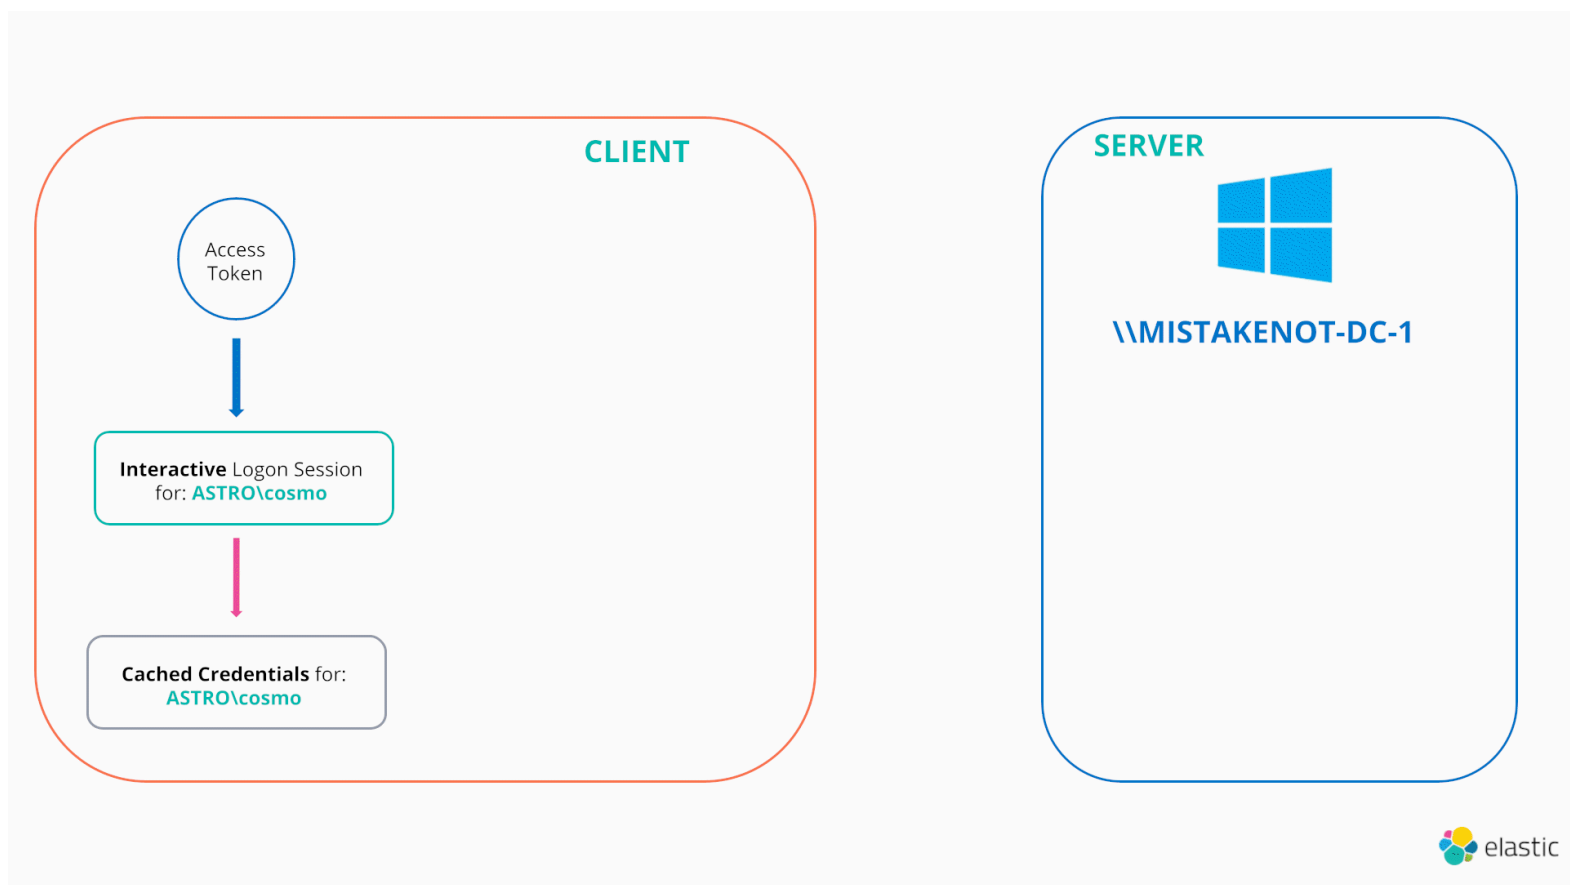 CLIENT
Access
Token
Interactive Logon Session
for: ASTRO\cosmo
Cached Credentials for:
ASTRO\cosmo
SERVER
\\MISTAKENOT-DC-1
elastic